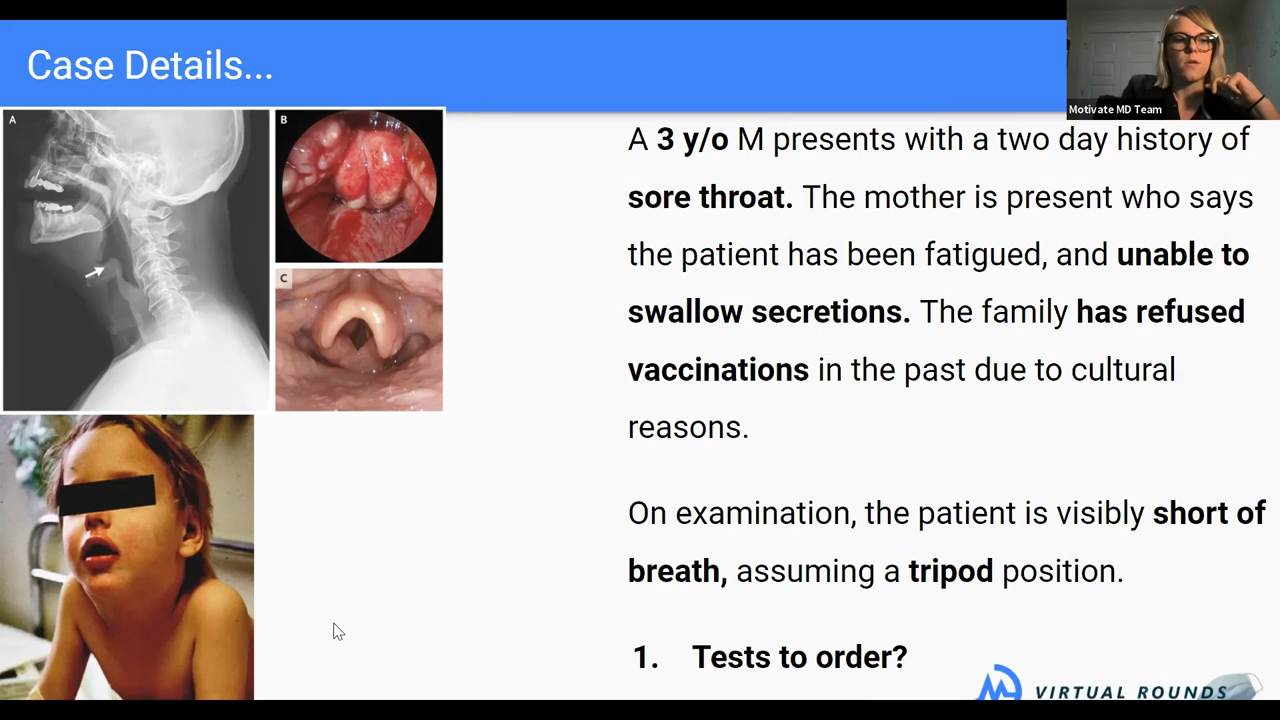 Case Details...
Motivate MD Team
A
B
C
A 3 y/o M presents with a two day history of
sore throat. The mother is present who says
the patient has been fatigued, and unable to
swallow secretions. The family has refused
vaccinations in the past due to cultural
reasons.
On examination, the patient is visibly short of
breath, assuming a tripod position.
1. Tests to order?
VIRTUAL ROUNDS